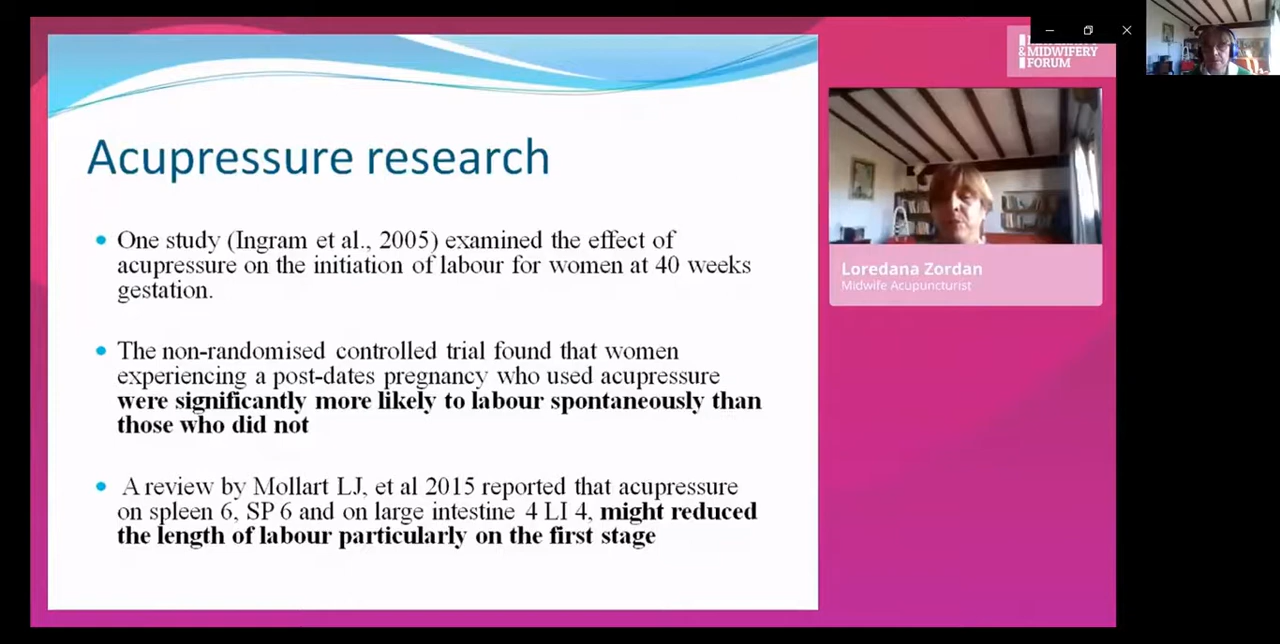 Acupressure research
One study (Ingram et al., 2005) examined the effect of
acupressure on the initiation of labour for women at 40 weeks
gestation.
The non-randomised controlled trial found that women
experiencing a post-dates pregnancy who used acupressure
were significantly more likely to labour spontaneously than
those who did not
A review by Mollart LJ, et al 2015 reported that acupressure
on spleen 6, SP 6 and on large intestine 4 LI 4, might reduced
the length of labour particularly on the first stage
& MIDWIFERY
FORUM
Loredana Zordan
Midwife Acupuncturist